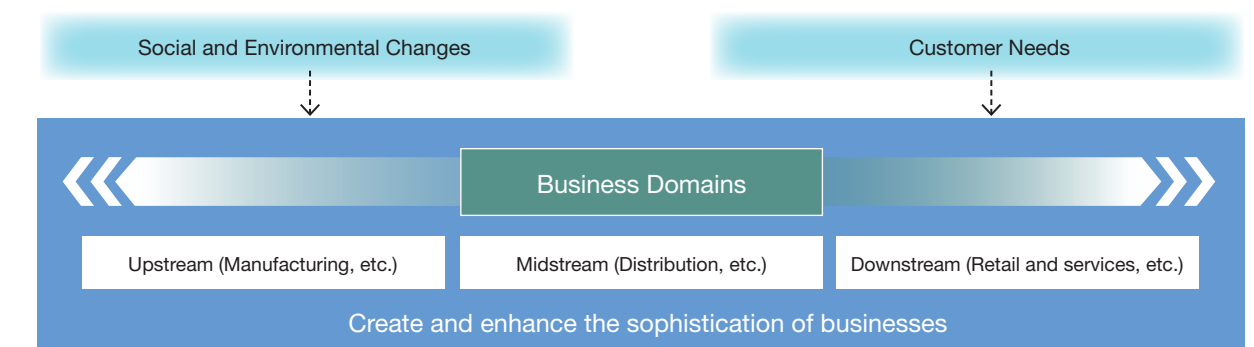 Social and Environmental Changes
Customer Needs
Business Domains
Upstream (Manufacturing, etc.)
Midstream (Distribution, etc.)
Downstream (Retail and services, etc.)
Create and enhance the sophistication of businesses